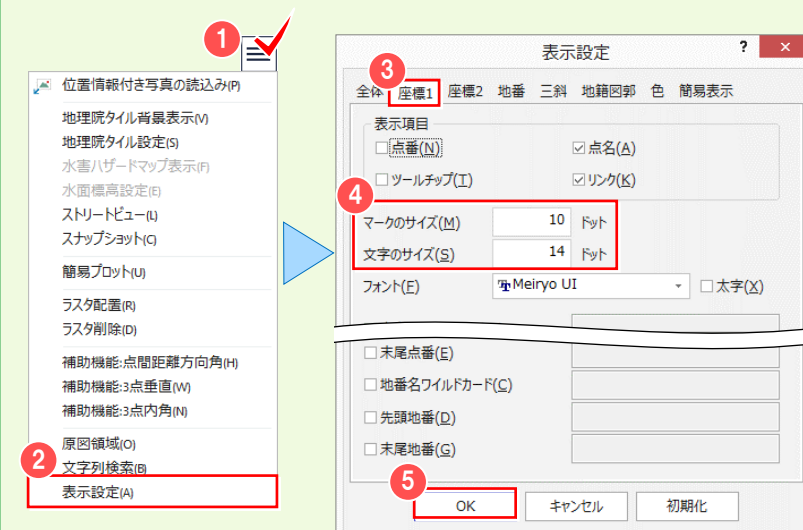 1
位置情報付き写真の読込み(P)
地理院タイル背景表示(V)
地理院タイル設定(S)
水害ハザードマップ表示(F)
水面標高設定(E)
ストリートビュー(L)
スナップショット(C)
簡易プロット(U)
ラスタ配置(R)
ラスタ削除(D)
補助機能:点間距離方向角(H)
補助機能:3点垂直(W)
補助機能:3点内角(N)
原図領域(O)
2
文字列検索(B)
表示設定(A)
表示設定 ? ×
3
全体 座標1 座標2 地番 三斜 地籍図郭 色 簡易表示
表示項目
点番(N) 点名(A)
ツールチップ(T) リンク(K)
4
マークのサイズ(M) 10 ドット
文字のサイズ(S) 14 ドット
フォント(F) Meiryo UI 太字(X)
末尾点番(E)
地番名ワイルドカード(C)
先頭地番(D)
末尾地番(G)
5
OK キャンセル 初期化